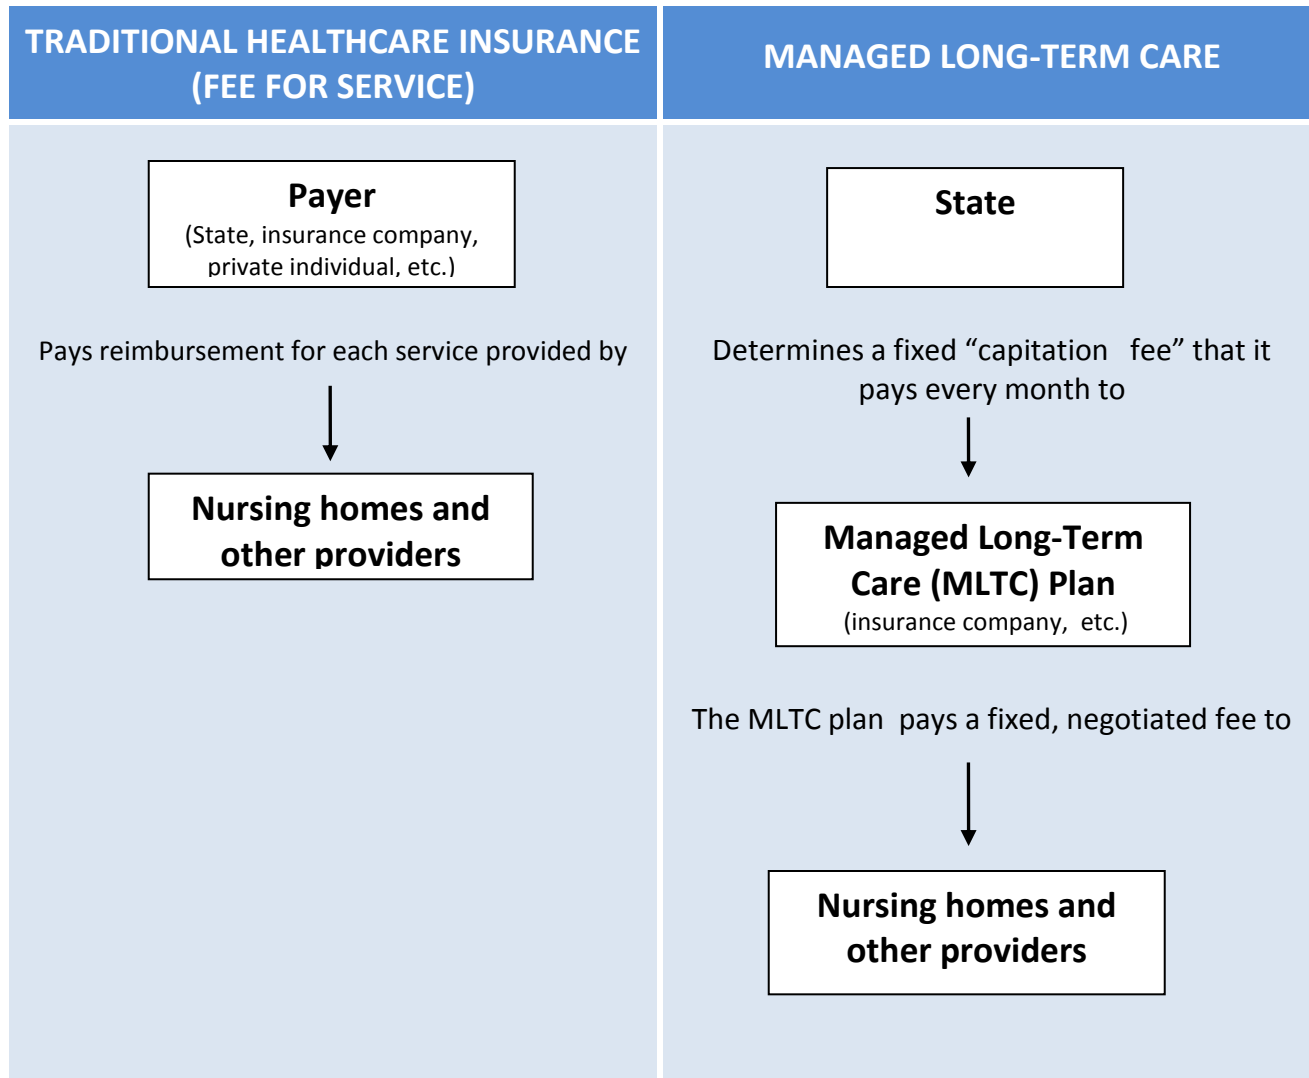 TRADITIONAL HEALTHCARE INSURANCE
(FEE FOR SERVICE)
Payer
(State, insurance company,
private individual, etc.)
Pays reimbursement for each service provided by
Nursing homes and
other providers
MANAGED LONG-TERM CARE
State
Determines a fixed “capitation fee” that it
pays every month to
Managed Long-Term
Care (MLTC) Plan
(insurance company, etc.)
The MLTC plan pays a fixed, negotiated fee to
Nursing homes and
other providers